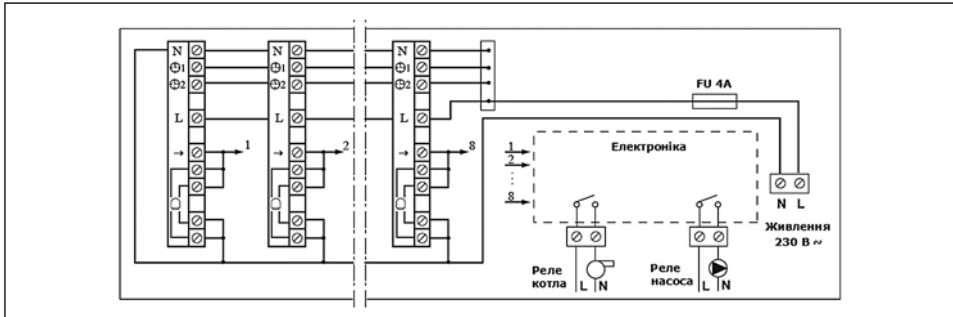 N N N
1 1 1
2 2 2
FU 4A
L L L
→ 1 → 2 → 8
1
2
8
Електроніка
N L
Живлення
230 В ~
Реле
котла
L N
Реле
насоса
L N